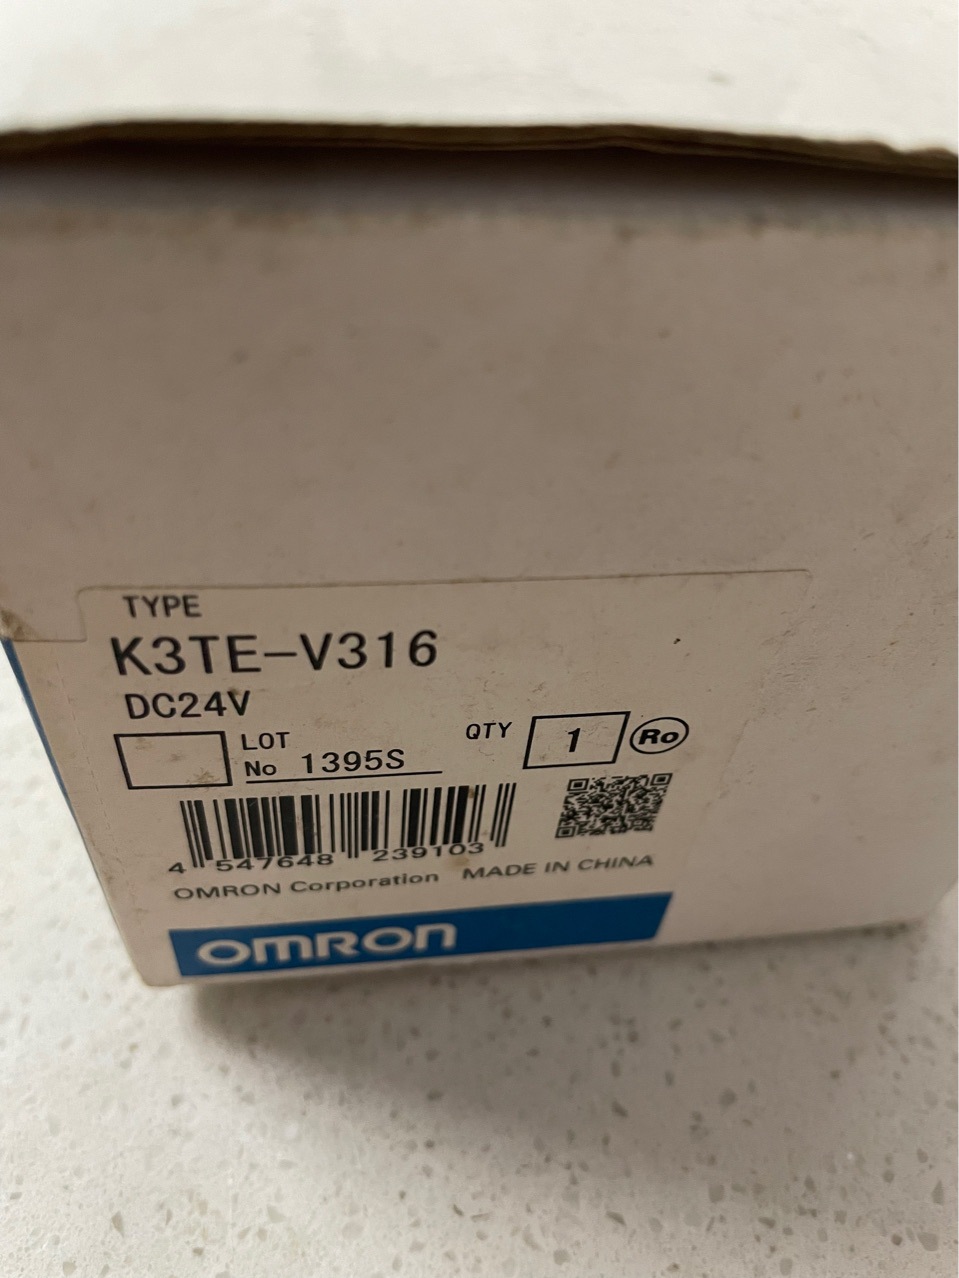 TYPE
K3TE-V316
DC24V
LOT No 1395S QTY 1 Ro
4 547648 239103
OMRON Corporation MADE IN CHINA
OMRON